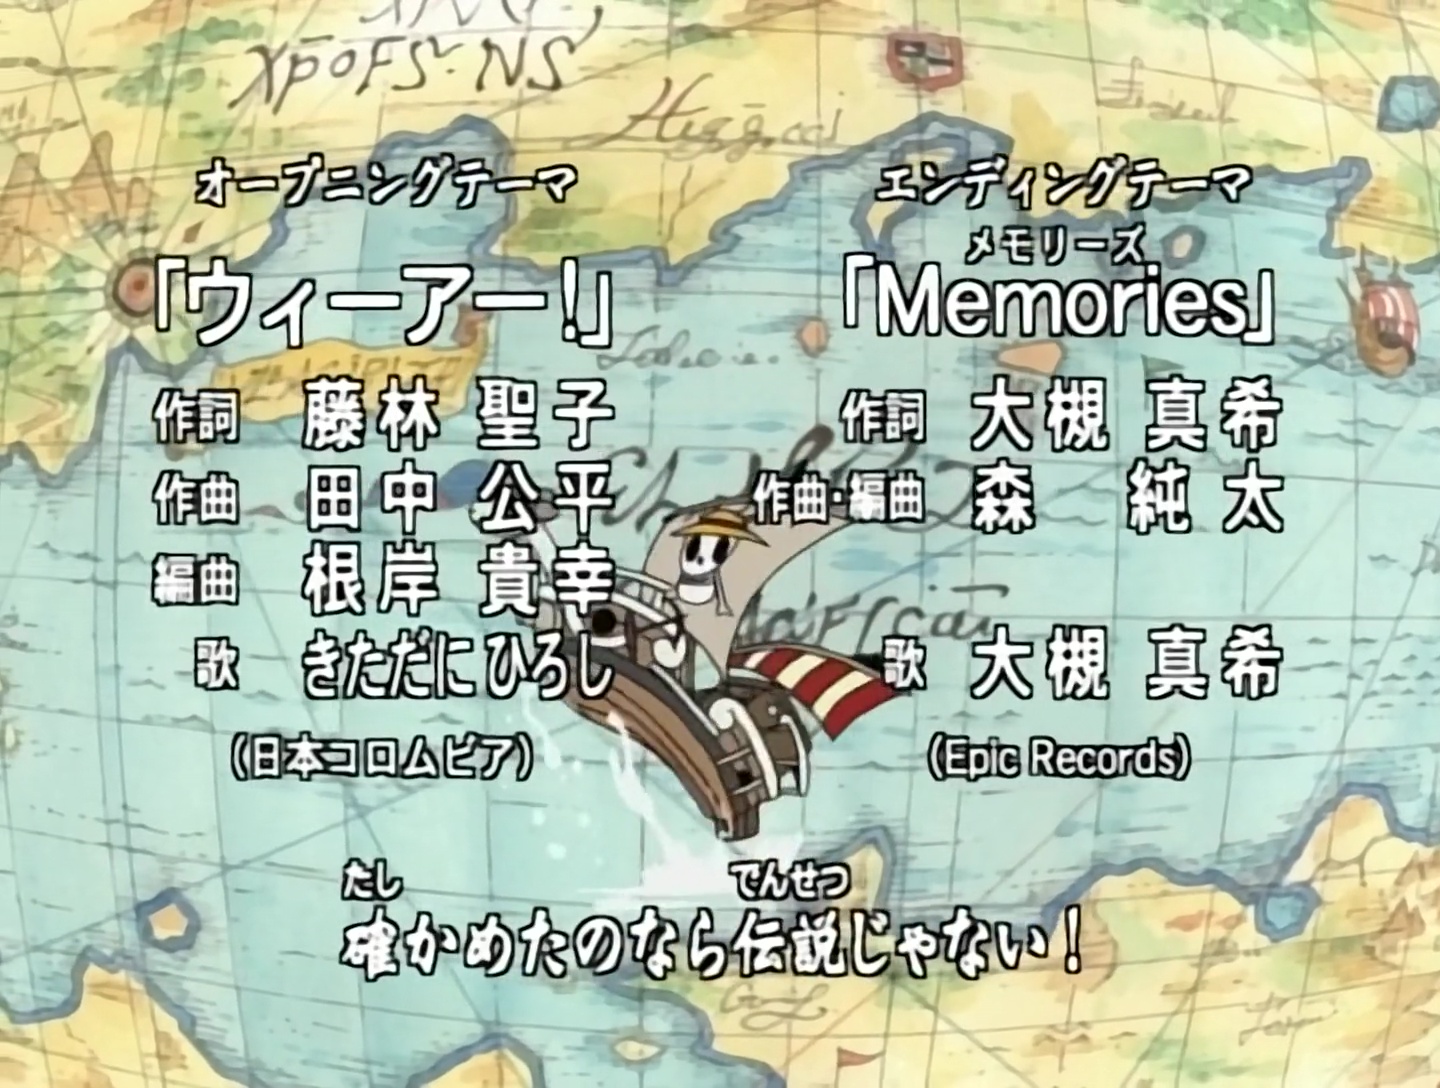 オープニングテーマ
「ウィーアー!」
作詞 藤林 聖子
作曲 田中 公平
編曲 根岸 貴幸
歌 きただに ひろし
(日本コロムビア)
エンディングテーマ
メモリーズ
「Memories」
作詞 大槻 真希
作曲・編曲 森 純太
歌 大槻 真希
(Epic Records)
たし でんせつ
確かめたのなら伝説じゃない!